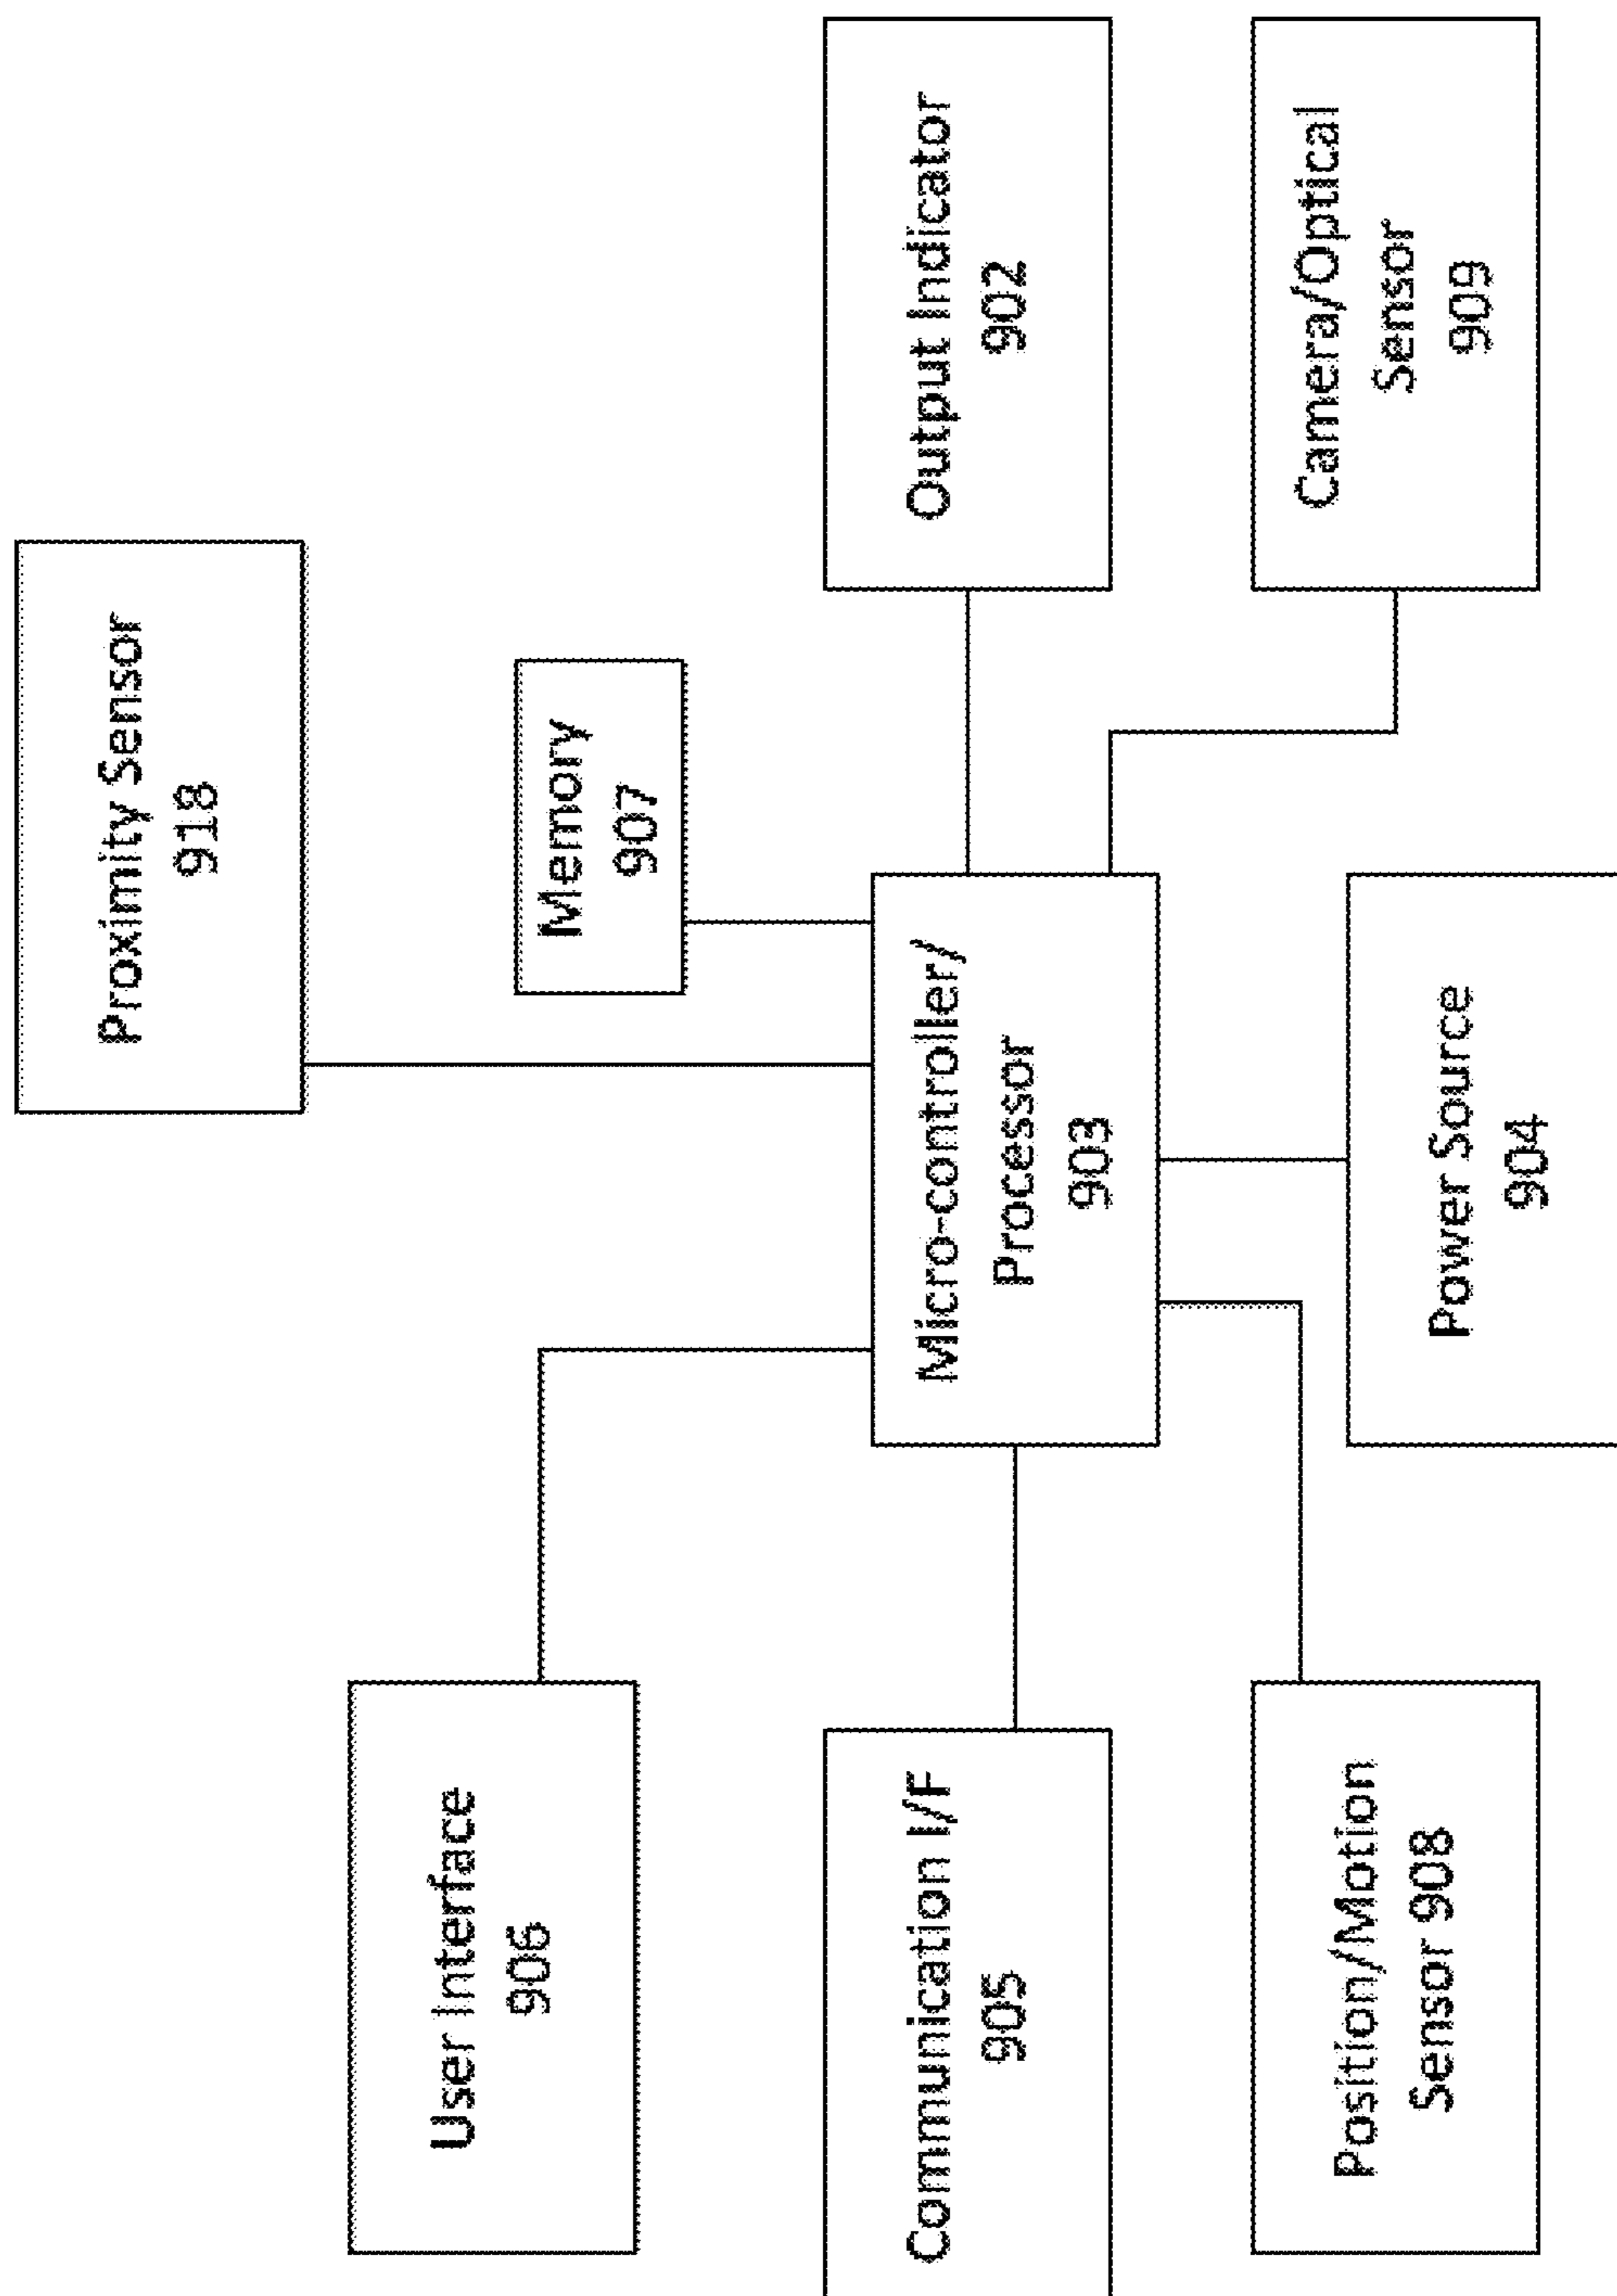 Proximity Sensor
918
Memory
907
User Interface
906
Micro-controller/
Processor
903
Output Indicator
902
Communication I/F
905
Position/Motion
Sensor 908
Power Source
904
Camera/Optical
Sensor
909